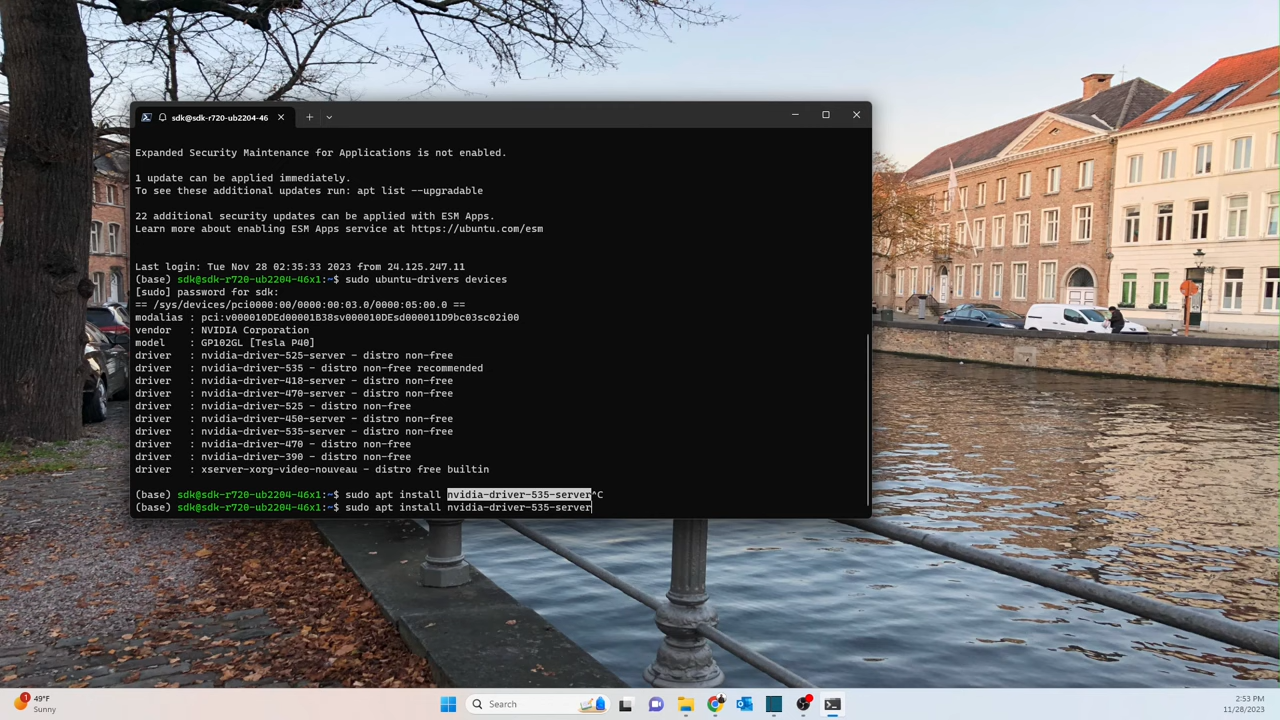 sdk@sdk-r720-ub2204-46
Expanded Security Maintenance for Applications is not enabled.
1 update can be applied immediately.
To see these additional updates run: apt list --upgradable
22 additional security updates can be applied with ESM Apps.
Learn more about enabling ESM Apps service at https://ubuntu.com/esm
Last login: Tue Nov 28 02:35:33 2023 from 24.125.247.11
(base) sdk@sdk-r720-ub2204-46x1:~$ sudo ubuntu-drivers devices
[sudo] password for sdk:
== /sys/devices/pci0000:00/0000:00:03.0/0000:05:00.0 ==
modalias : pci:v000010DEd00001B38sv000010DEsd000011D9bc03sc02i00
vendor   : NVIDIA Corporation
model    : GP102GL [Tesla P40]
driver   : nvidia-driver-525-server - distro non-free
driver   : nvidia-driver-535 - distro non-free recommended
driver   : nvidia-driver-418-server - distro non-free
driver   : nvidia-driver-470-server - distro non-free
driver   : nvidia-driver-525 - distro non-free
driver   : nvidia-driver-450-server - distro non-free
driver   : nvidia-driver-535-server - distro non-free
driver   : nvidia-driver-470 - distro non-free
driver   : nvidia-driver-390 - distro non-free
driver   : xserver-xorg-video-nouveau - distro free builtin
(base) sdk@sdk-r720-ub2204-46x1:~$ sudo apt install nvidia-driver-535-server^C
(base) sdk@sdk-r720-ub2204-46x1:~$ sudo apt install nvidia-driver-535-server
1
49°F
Sunny
Search
2:53 PM
11/28/2023